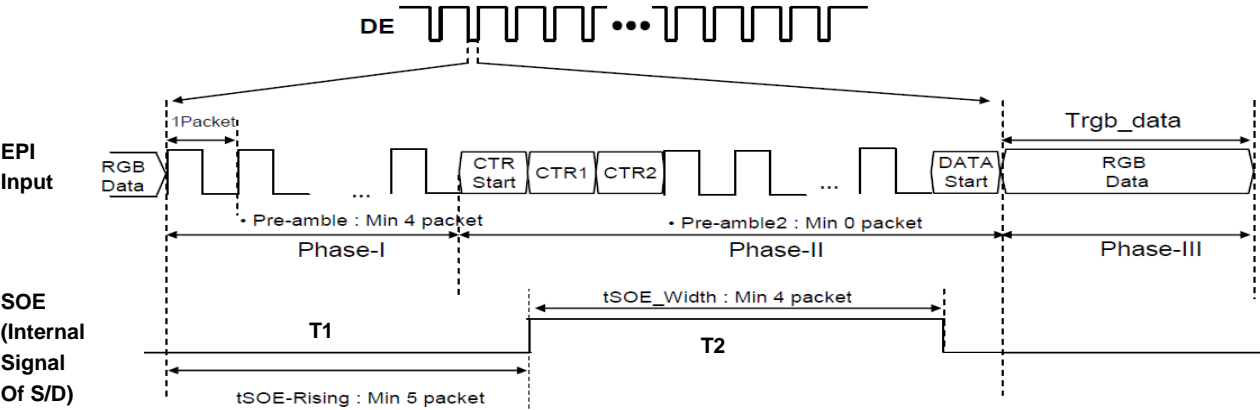 DE
1Packet
Trgb_data
EPI
Input
RGB
Data
...
CTR
Start
CTR1
CTR2
...
DATA
Start
RGB
Data
• Pre-amble : Min 4 packet
• Pre-amble2 : Min 0 packet
Phase-I
Phase-II
Phase-III
SOE
(Internal
Signal
Of S/D)
tSOE_Width : Min 4 packet
T1
T2
tSOE-Rising : Min 5 packet